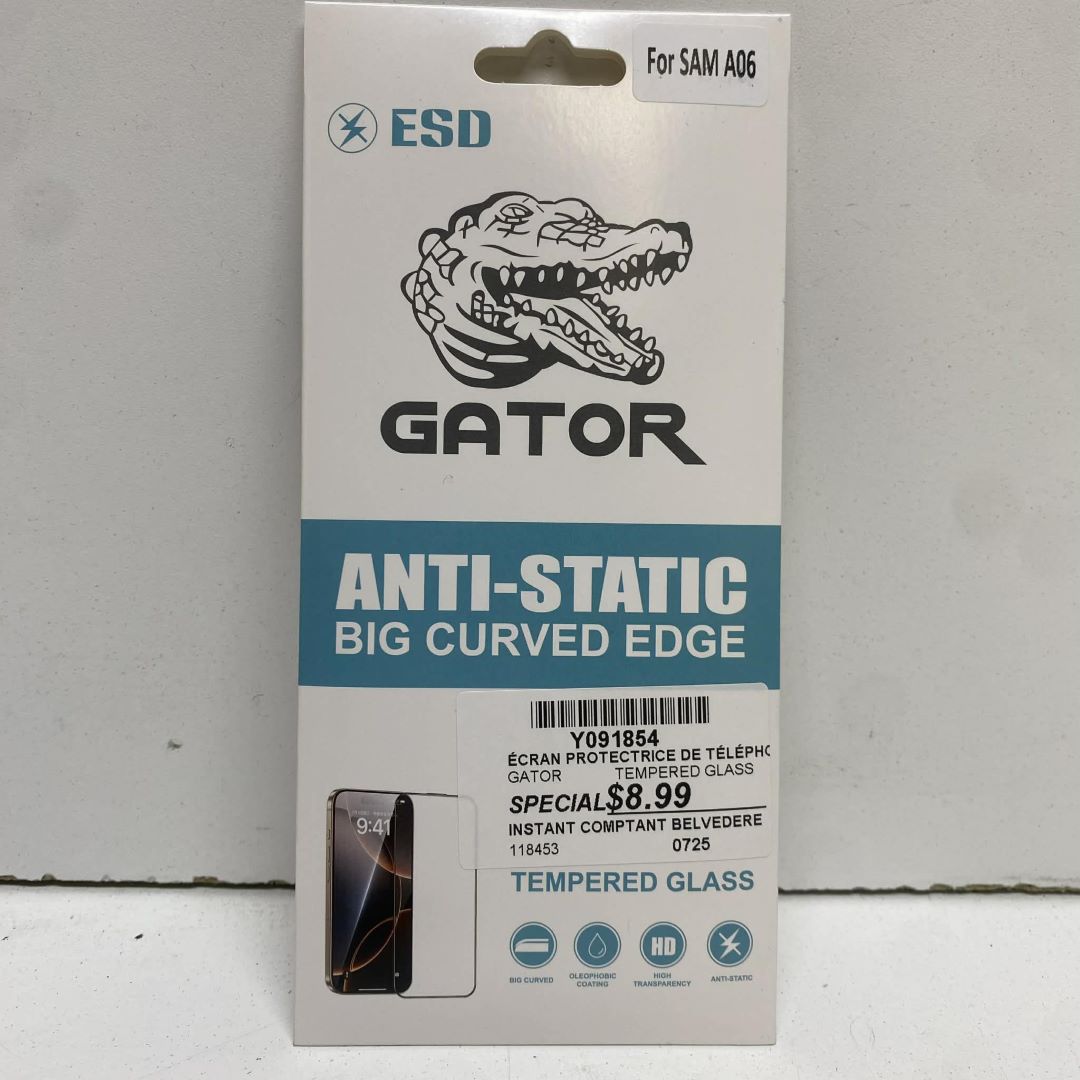 For SAM A06
ESD
GATOR
ANTI-STATIC
BIG CURVED EDGE
Y091854
ÉCRAN PROTECTRICE DE TÉLÉPHO
GATOR TEMPERED GLASS
SPECIAL $8.99
INSTANT COMPTANT BELVEDERE
118453 0725
9:41
TEMPERED GLASS
HD
BIG CURVED
OLEOPHOBIC COATING
HIGH TRANSPARENCY
ANTI-STATIC